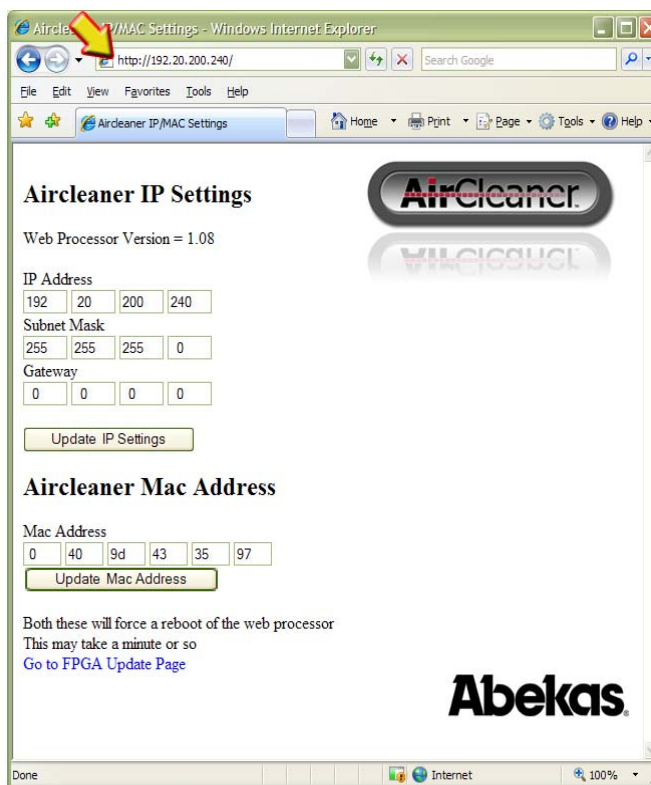 Aircleaner IP/MAC Settings - Windows Internet Explorer
http://192.20.200.240/
Search Google
File Edit View Favorites Tools Help
Aircleaner IP/MAC Settings
Home Print Page Tools Help
Aircleaner IP Settings
AirCleaner
Web Processor Version = 1.08
IP Address
192 20 200 240
Subnet Mask
255 255 255 0
Gateway
0 0 0 0
Update IP Settings
Aircleaner Mac Address
Mac Address
0 40 9d 43 35 97
Update Mac Address
Both these will force a reboot of the web processor
This may take a minute or so
Go to FPGA Update Page
Abekas
Done Internet 100%